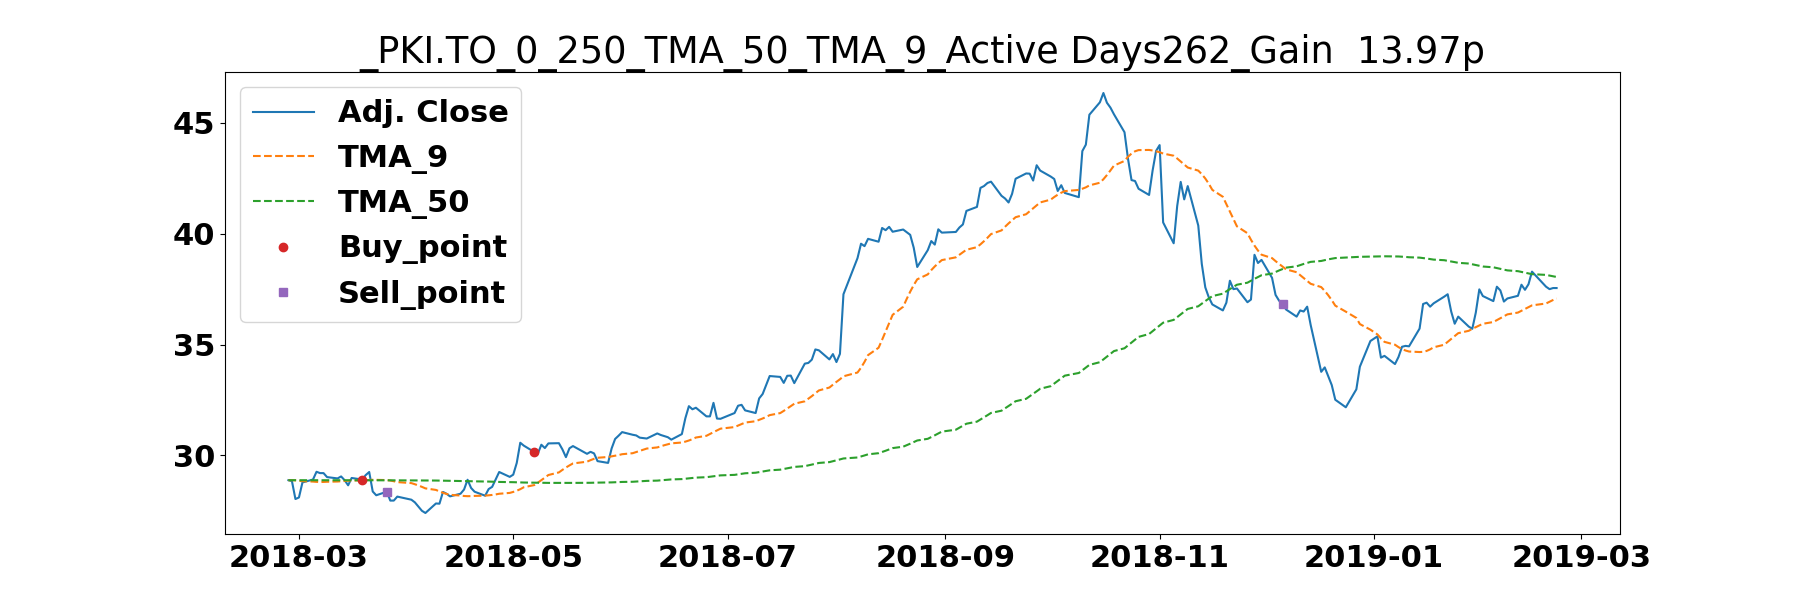 _PKI.TO_0_250_TMA_50_TMA_9_Active Days262_Gain  13.97p
Adj. Close
TMA_9
TMA_50
Buy_point
Sell_point
45
40
35
30
2018-03 2018-05 2018-07 2018-09 2018-11 2019-01 2019-03